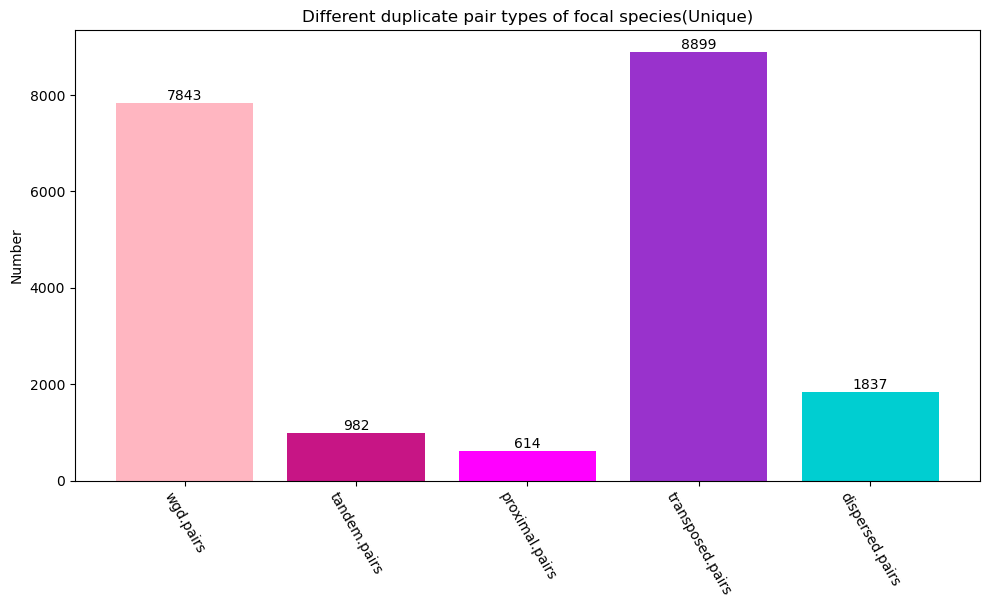 Different duplicate pair types of focal species(Unique)
8899
7843
8000
6000
Number
4000
2000
1837
982
614
0
wgd.pairs
tandem.pairs
proximal.pairs
transposed.pairs
dispersed.pairs